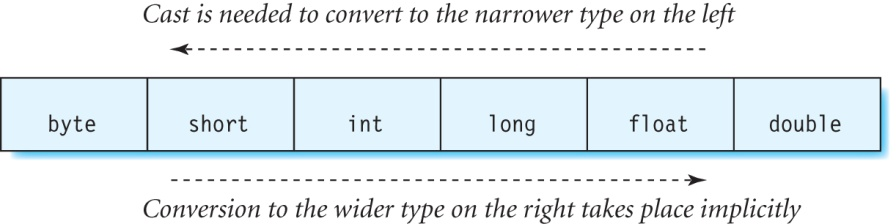 Cast is needed to convert to the narrower type on the left
byte short int long float double
Conversion to the wider type on the right takes place implicitly